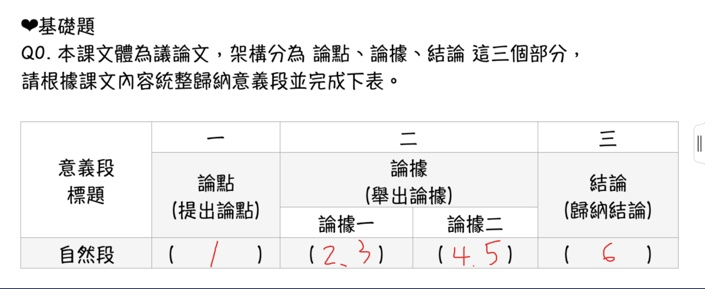 ❤基礎題
Q0. 本課文體為議論文，架構分為 論點、論據、結論 這三個部分，
請根據課文內容統整歸納意義段並完成下表。
意義段
標題
一
二
三
論點
(提出論點)
論據
(舉出論據)
結論
(歸納結論)
論據一
論據二
自然段
( 1 )
( 2、3 )
( 4.5 )
( 6 )